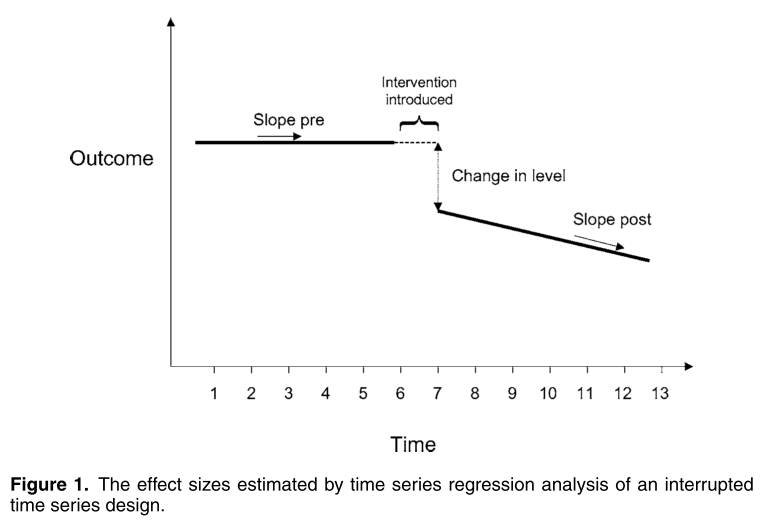 Intervention
introduced
Slope pre
Outcome
Change in level
Slope post
1 2 3 4 5 6 7 8 9 10 11 12 13
Time
Figure 1. The effect sizes estimated by time series regression analysis of an interrupted
time series design.